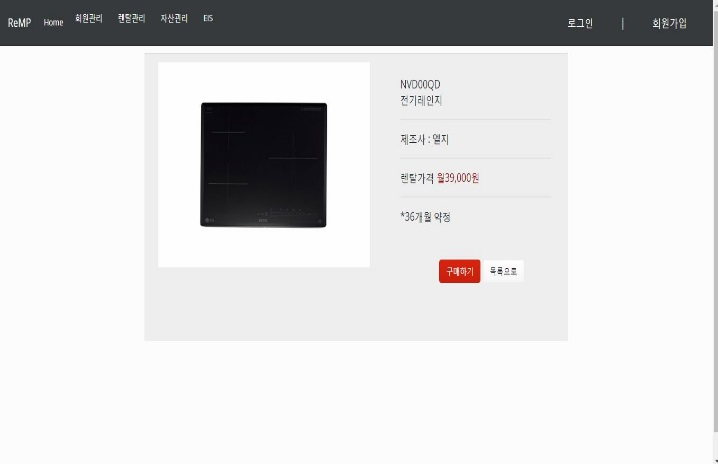 ReMP Home 회원관리 렌탈관리 자산관리 EIS 로그인 | 회원가입
NVD00QD
전기레인지
제조사 : 엘지
렌탈가격 월39,000원
*36개월 약정
구매하기 목록으로